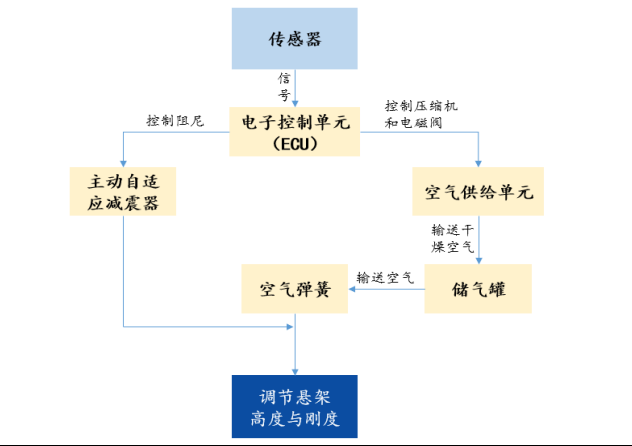 传感器
信
号
控制阻尼
电子控制单元
（ECU）
控制压缩机
和电磁阀
主动自适
应减震器
空气供给单元
输送干
燥空气
空气弹簧
输送空气
储气罐
调节悬架
高度与刚度